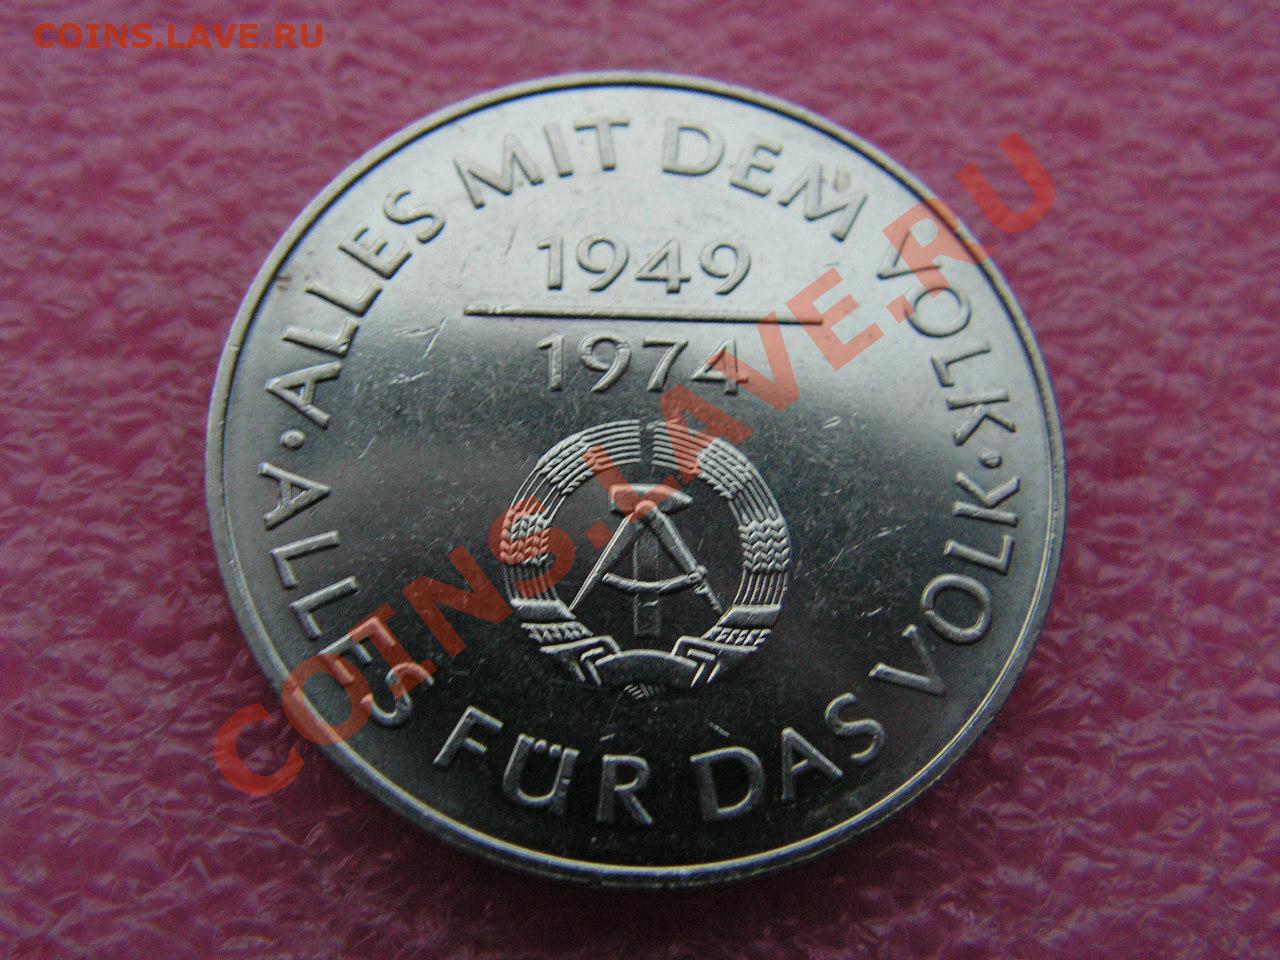 COINS.LAVE.RU
ALLES MIT DEM VOLK · ALLES FÜR DAS VOLK ·
1949
1974
COINS.LAVE.RU